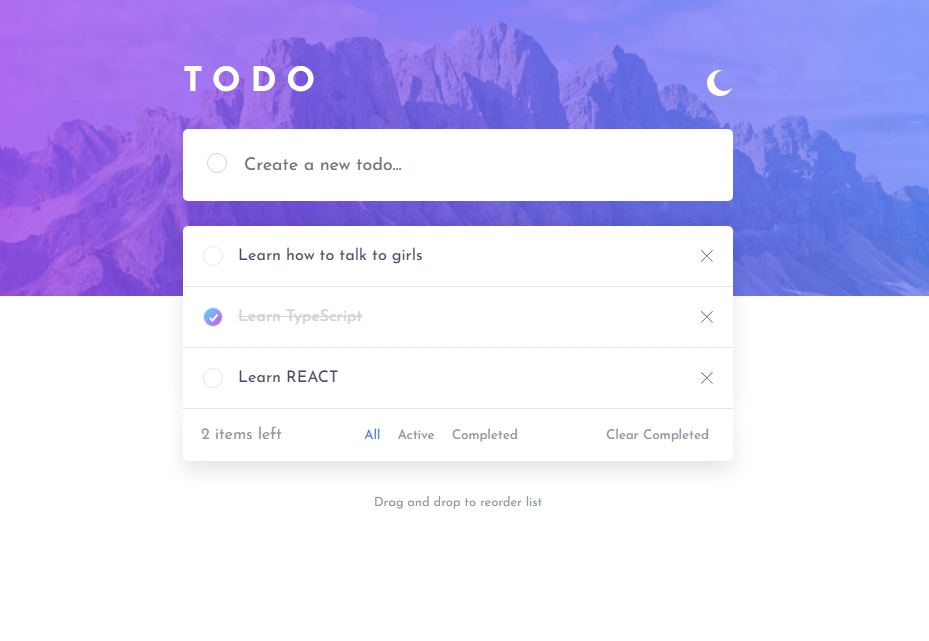 TODO
Create a new todo...
Learn how to talk to girls
Learn TypeScript
Learn REACT
2 items left All Active Completed Clear Completed
Drag and drop to reorder list